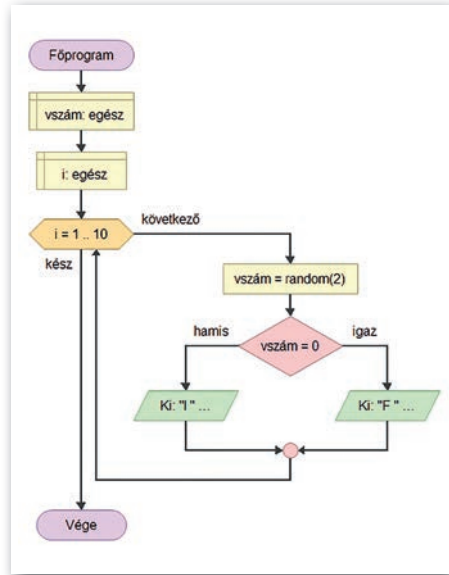 Főprogram
vszám: egész
i: egész
i = 1 .. 10
következő
kész
vszám = random(2)
hamis
igaz
vszám = 0
Ki: "I" ...
Ki: "F" ...
Vége